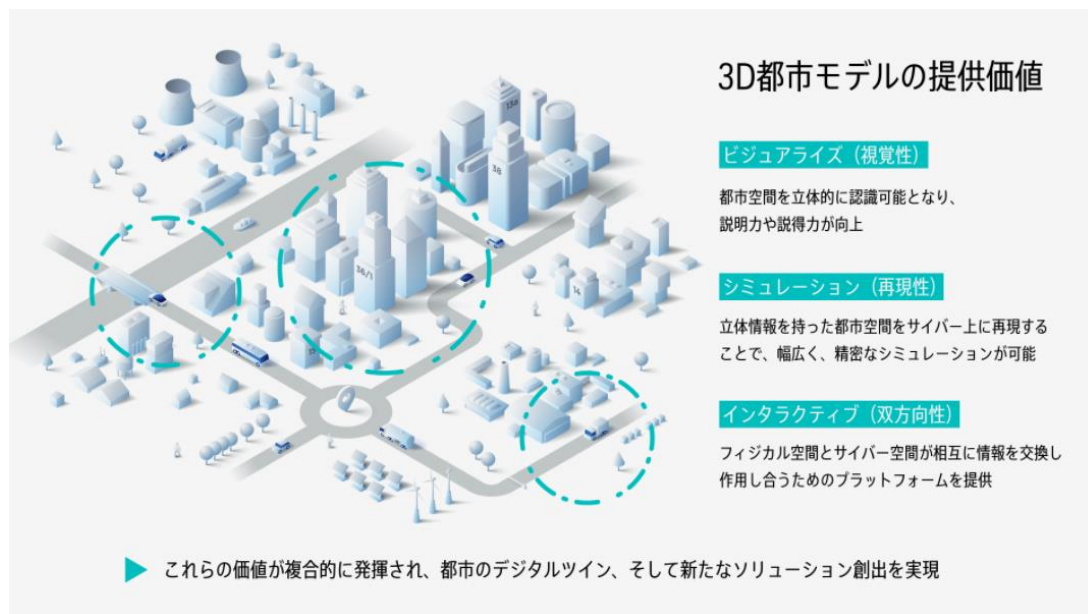 3D都市モデルの提供価値
ビジュアライズ（視覚性）
都市空間を立体的に認識可能となり、
説明力や説得力が向上
シミュレーション（再現性）
立体情報を持った都市空間をサイバー上に再現する
ことで、幅広く、精密なシミュレーションが可能
インタラクティブ（双方向性）
フィジカル空間とサイバー空間が相互に情報を交換し
作用し合うためのプラットフォームを提供
38
36/1
14
これらの価値が複合的に発揮され、都市のデジタルツイン、そして新たなソリューション創出を実現